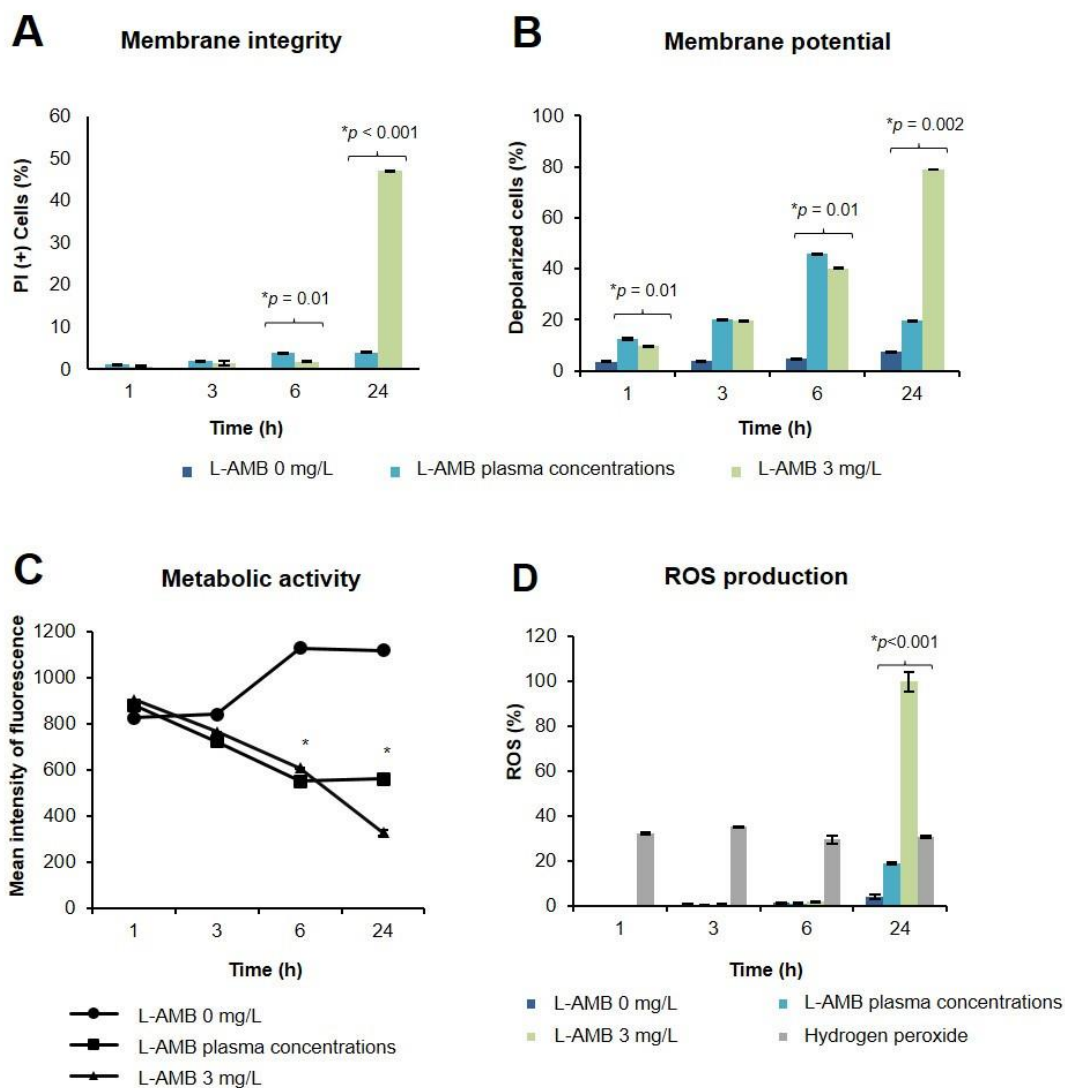 A
Membrane integrity
60
50
40
30
20
10
0
PI (+) Cells (%)
*p < 0.001
*p = 0.01
1 3 6 24
Time (h)
B
Membrane potential
100
80
60
40
20
0
Depolarized cells (%)
*p = 0.01
*p = 0.01
*p = 0.002
1 3 6 24
Time (h)
L-AMB 0 mg/L L-AMB plasma concentrations L-AMB 3 mg/L
C
Metabolic activity
1200
1000
800
600
400
200
0
Mean intensity of fluorescence
* *
1 3 6 24
Time (h)
L-AMB 0 mg/L
L-AMB plasma concentrations
L-AMB 3 mg/L
D
ROS production
120
100
80
60
40
20
0
ROS (%)
*p<0.001
1 3 6 24
Time (h)
L-AMB 0 mg/L L-AMB plasma concentrations
L-AMB 3 mg/L Hydrogen peroxide